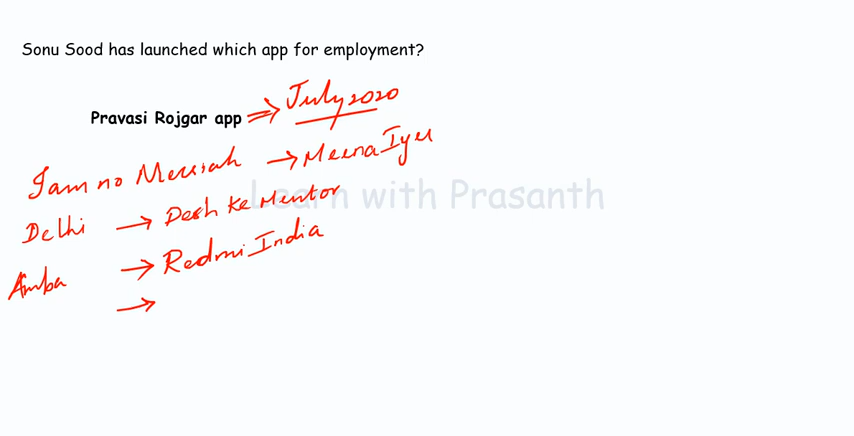 Sonu Sood has launched which app for employment?
Pravasi Rojgar app ⇒ July 2020
I am no Messiah → Meena Iyer
Learn with Prasanth
Delhi → Desh Ke Mentor
Amba → Redmi India
→